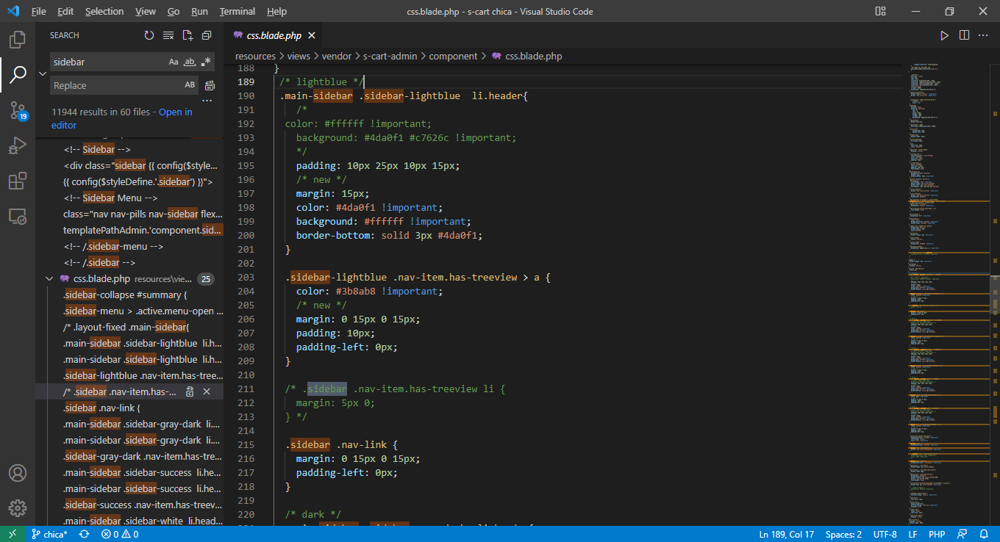 File Edit Selection View Go Run Terminal Help
css.blade.php - s-cart chica - Visual Studio Code
SEARCH
sidebar
Aa ab .*
Replace
AB
...
11944 results in 60 files - Open in
editor
<!-- Sidebar -->
<div class="sidebar {{ config($style...
{{ config($styleDefine.'.sidebar') }}">
<!-- Sidebar Menu -->
class="nav nav-pills nav-sidebar flex...
templatePathAdmin.'component.sid...
<!-- /.sidebar-menu -->
<!-- /.sidebar -->
css.blade.php resources\vie... 25
.sidebar-collapse #summary {
.sidebar-menu > .active.menu-open ...
/* .layout-fixed .main-sidebar{
.main-sidebar .sidebar-lightblue li.h...
.main-sidebar .sidebar-lightblue li.h...
.sidebar-lightblue .nav-item.has-tree...
/* .sidebar .nav-item.has-...
.sidebar .nav-link {
.main-sidebar .sidebar-gray-dark li....
.main-sidebar .sidebar-gray-dark li....
.sidebar-gray-dark .nav-item.has-tre...
.main-sidebar .sidebar-success li.he...
.main-sidebar .sidebar-success li.he...
.sidebar-success .nav-item.has-treev...
.main-sidebar .sidebar-white li.head...
19
css.blade.php
resources > views > vendor > s-cart-admin > component > css.blade.php
188 }
189 /* lightblue */
190 .main-sidebar .sidebar-lightblue  li.header{
191 /*
192 color: #ffffff !important;
193 background: #4da0f1 #c7626c !important;
194 */
195 padding: 10px 25px 10px 15px;
196 /* new */
197 margin: 15px;
198 color: #4da0f1 !important;
199 background: #ffffff !important;
200 border-bottom: solid 3px #4da0f1;
201 }
202
203 .sidebar-lightblue .nav-item.has-treeview > a {
204 color: #3b8ab8 !important;
205 /* new */
206 margin: 0 15px 0 15px;
207 padding: 10px;
208 padding-left: 0px;
209 }
210
211 /* .sidebar .nav-item.has-treeview li {
212 margin: 5px 0;
213 } */
214
215 .sidebar .nav-link {
216 margin: 0 15px 0 15px;
217 padding-left: 0px;
218 }
219
220 /* dark */
chica* 0 0
Ln 189, Col 17 Spaces: 2 UTF-8 LF PHP